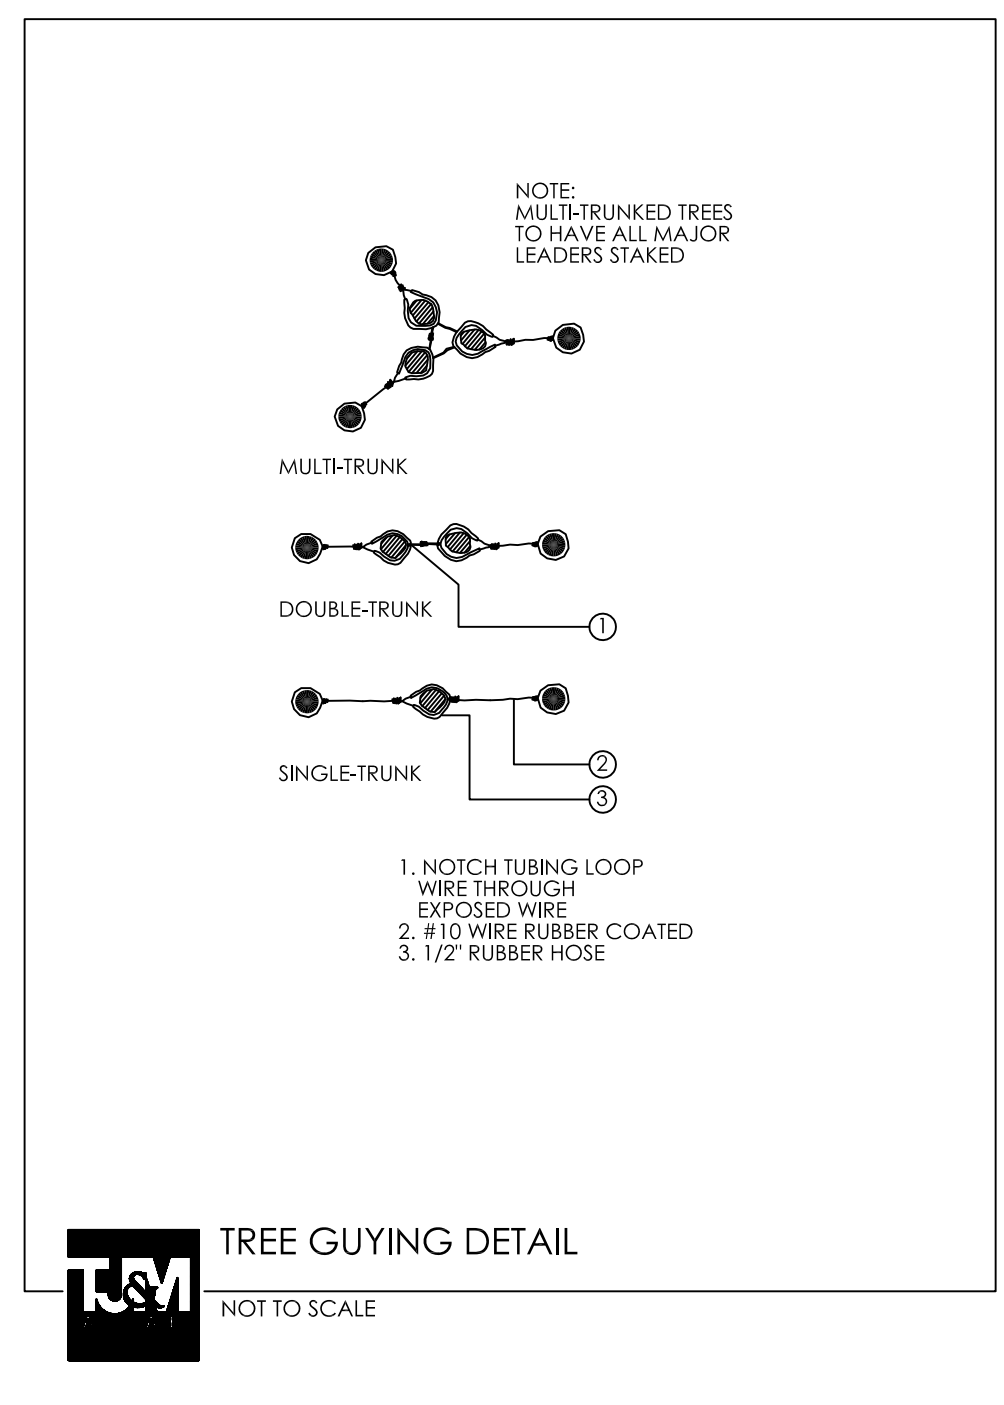 NOTE:
MULTI-TRUNKED TREES
TO HAVE ALL MAJOR
LEADERS STAKED
MULTI-TRUNK
DOUBLE-TRUNK
1
SINGLE-TRUNK
2
3
1. NOTCH TUBING LOOP
WIRE THROUGH
EXPOSED WIRE
2. #10 WIRE RUBBER COATED
3. 1/2" RUBBER HOSE
TREE GUYING DETAIL
TJ&M
NOT TO SCALE